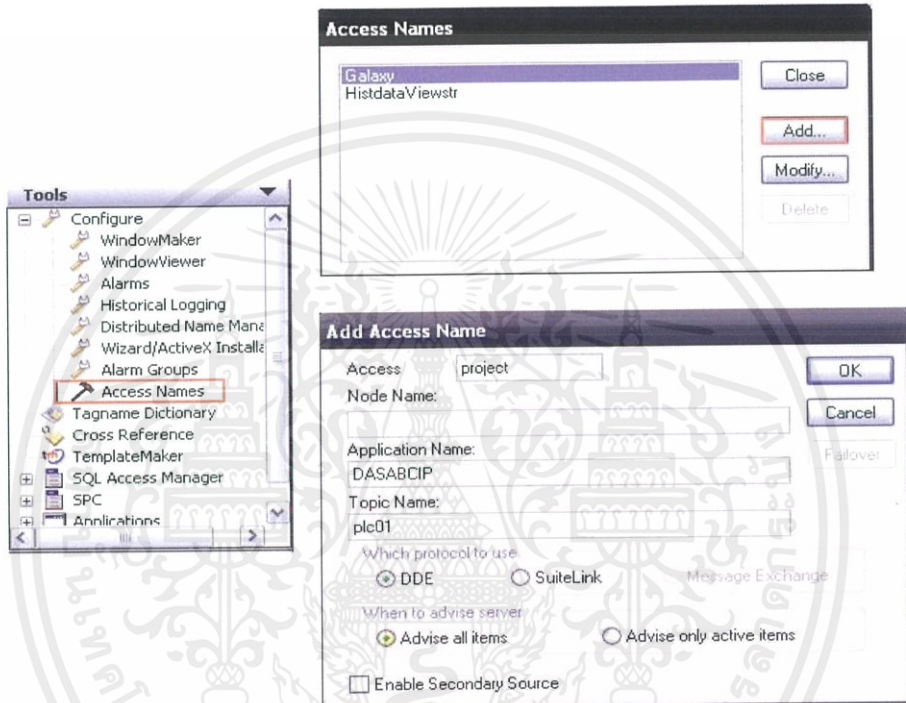 Access Names
Galaxy
HistdataViewstr
Close
Add...
Modify...
Delete
Tools
Configure
WindowMaker
WindowViewer
Alarms
Historical Logging
Distributed Name Mana
Wizard/ActiveX Installa
Alarm Groups
Access Names
Tagname Dictionary
Cross Reference
TemplateMaker
SQL Access Manager
SPC
Applications
Add Access Name
Access project
OK
Node Name:
Cancel
Application Name:
Failover
DASABCIP
Topic Name:
plc01
Which protocol to use
DDE SuiteLink Message Exchange
When to advise server
Advise all items Advise only active items
Enable Secondary Source